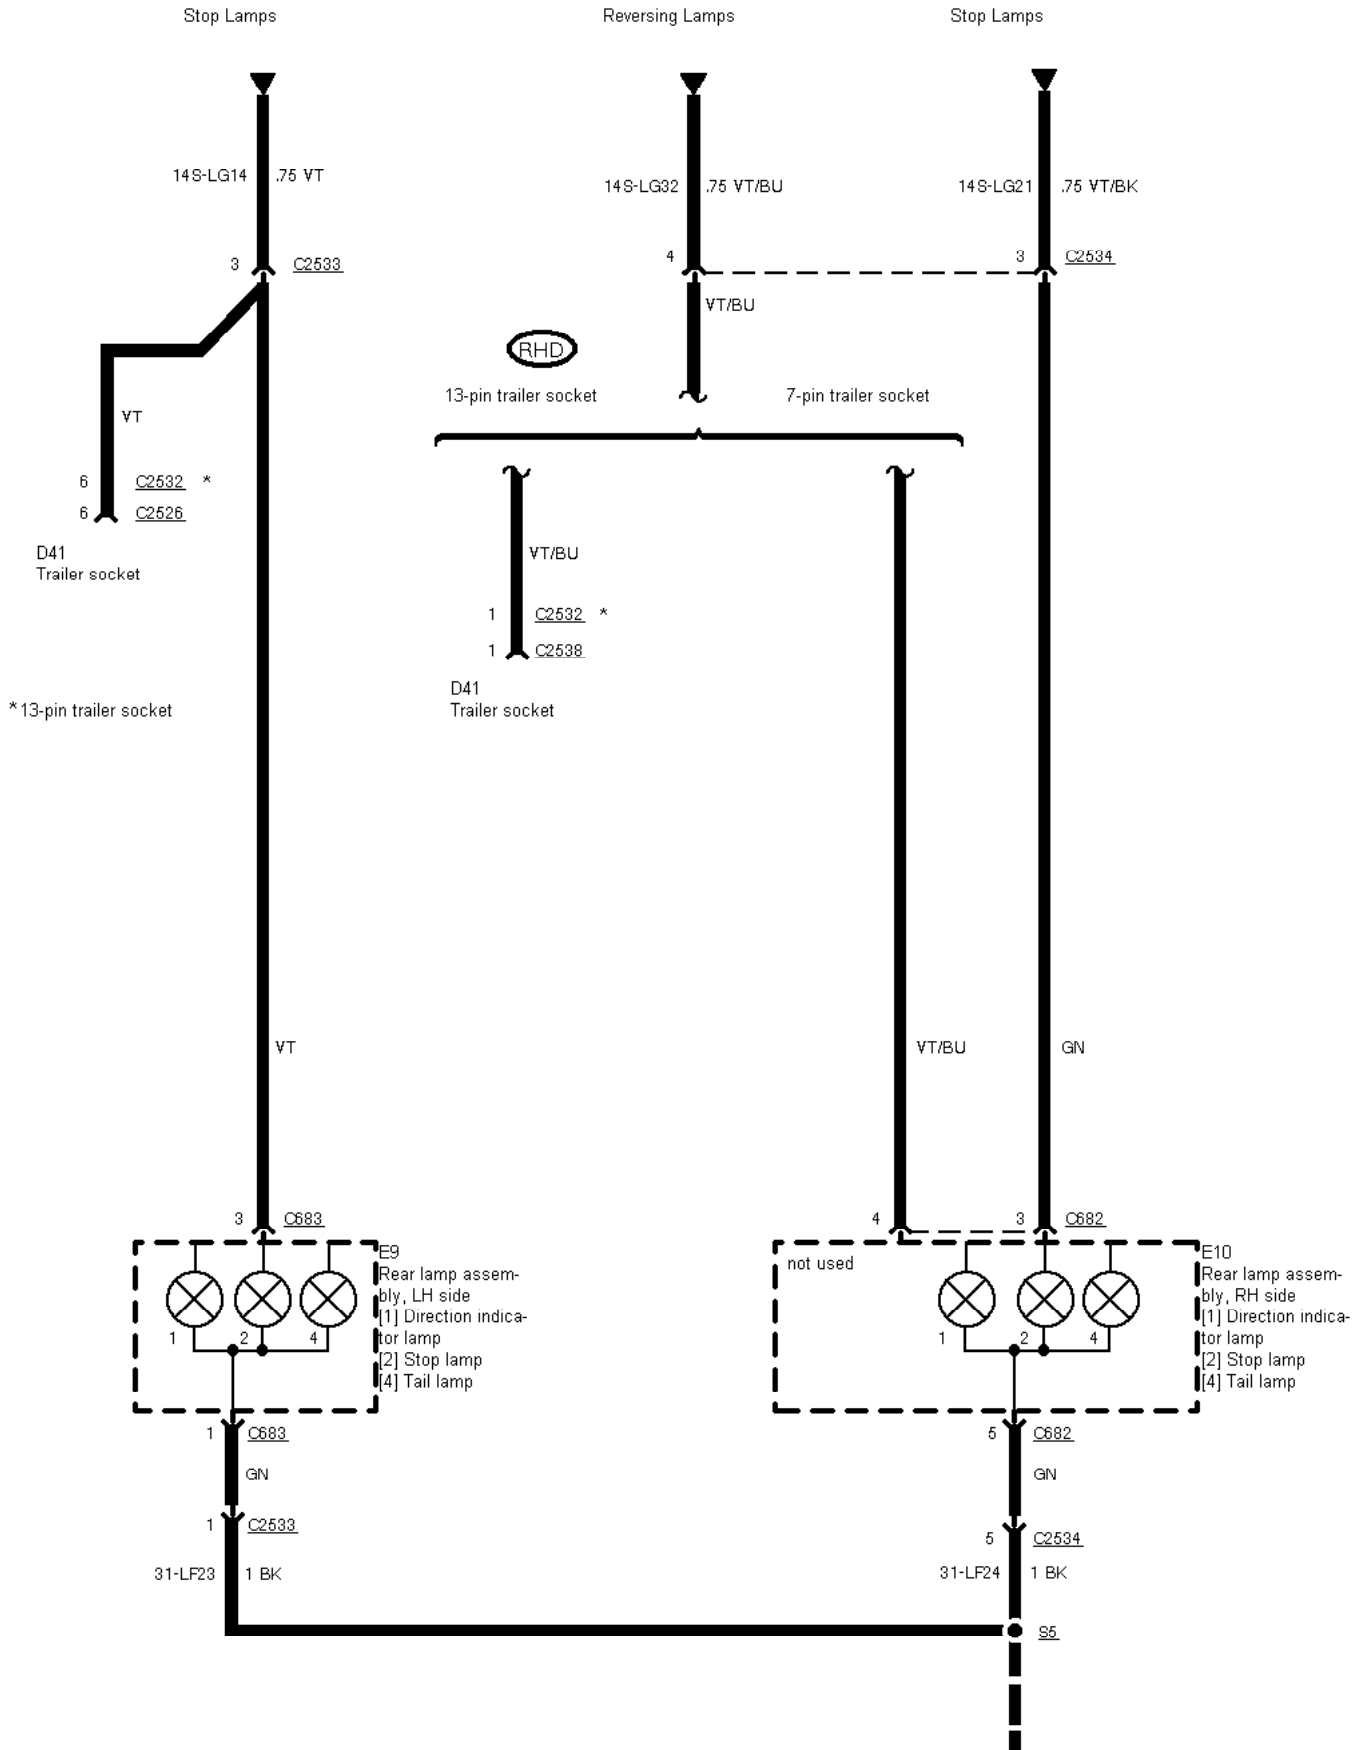 Stop Lamps
Reversing Lamps
Stop Lamps
14S-LG14 .75 VT
14S-LG32 .75 VT/BU
14S-LG21 .75 VT/BK
3 C2533
4
3 C2534
VT/BU
RHD
13-pin trailer socket
7-pin trailer socket
VT
6 C2532 *
6 C2526
D41
Trailer socket
VT/BU
1 C2532 *
1 C2538
D41
Trailer socket
*13-pin trailer socket
VT
VT/BU
GN
3 C683
4
3 C682
not used
E9
Rear lamp assem-
bly, LH side
[1] Direction indica-
tor lamp
[2] Stop lamp
[4] Tail lamp
1 2 4
E10
Rear lamp assem-
bly, RH side
[1] Direction indica-
tor lamp
[2] Stop lamp
[4] Tail lamp
1 2 4
1 C683
5 C682
GN
GN
1 C2533
5 C2534
31-LF23 1 BK
31-LF24 1 BK
S5